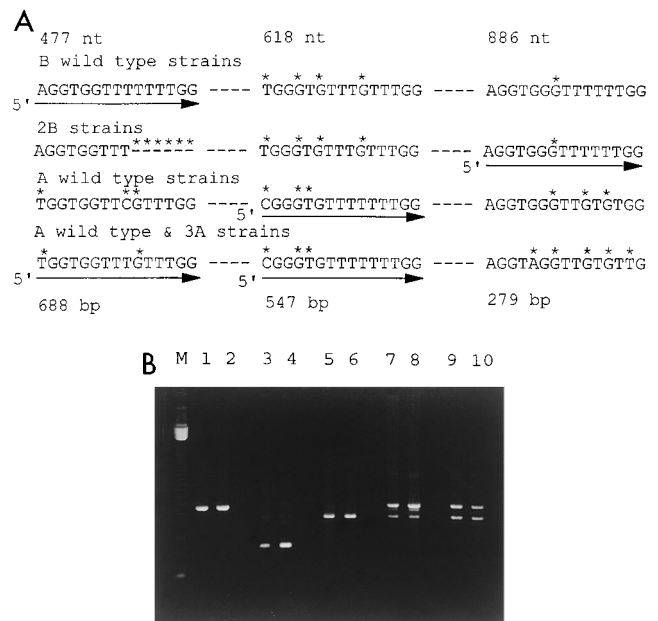 A
477 nt 618 nt 886 nt
B wild type strains
* * * * *
AGGTGGTTTTTTTGG ---- TGGGTGTTTGTTTGG ---- AGGTGGGTTTTTTGG
5'
2B strains
****** * * * * *
AGGTGGTTT------ ---- TGGGTGTTTGTTTGG ---- AGGTGGGTTTTTTGG
5'
A wild type strains
* ** * ** * * *
TGGTGGTTCGTTTGG ---- CGGGTGTTTTTTTGG ---- AGGTGGGTTGTGTGG
5'
A wild type & 3A strains
* * * ** * * * *
TGGTGGTTTGTTTGG ---- CGGGTGTTTTTTTGG ---- AGGTAGGTTGTGTTG
5' 5'
688 bp 547 bp 279 bp
B M 1 2 3 4 5 6 7 8 9 10